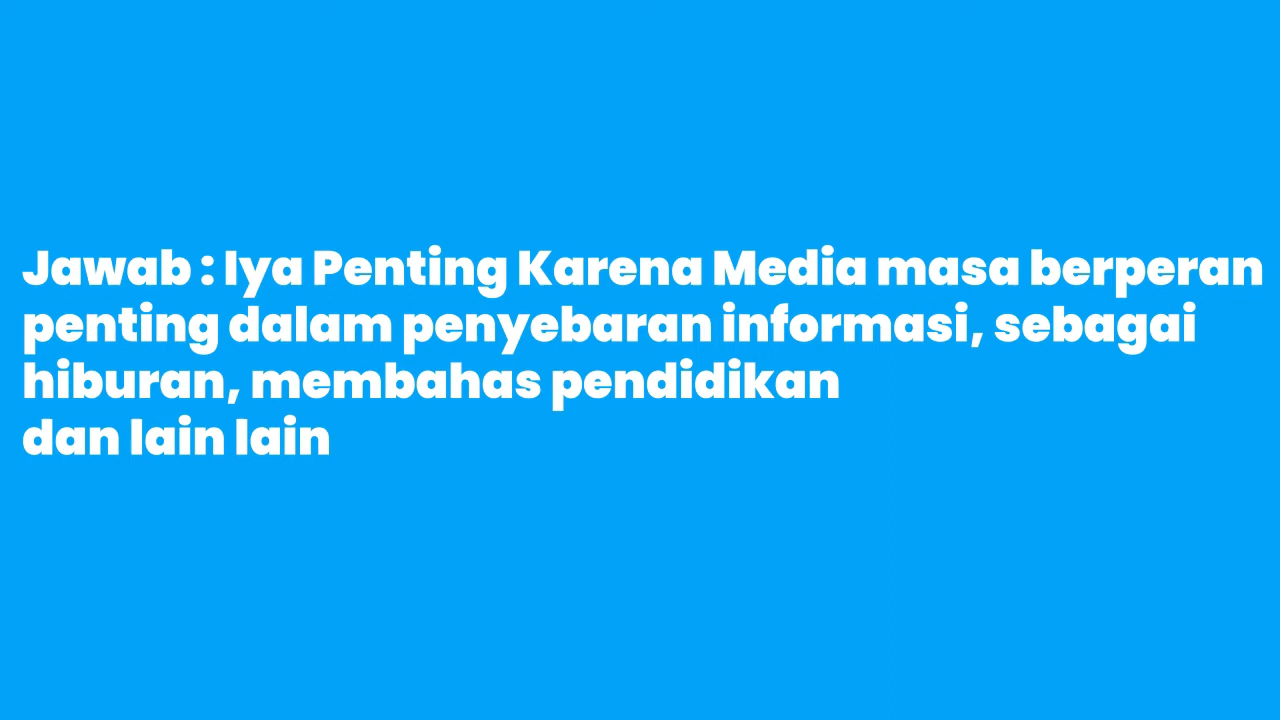 Jawab : Iya Penting Karena Media masa berperan
penting dalam penyebaran informasi, sebagai
hiburan, membahas pendidikan
dan lain lain